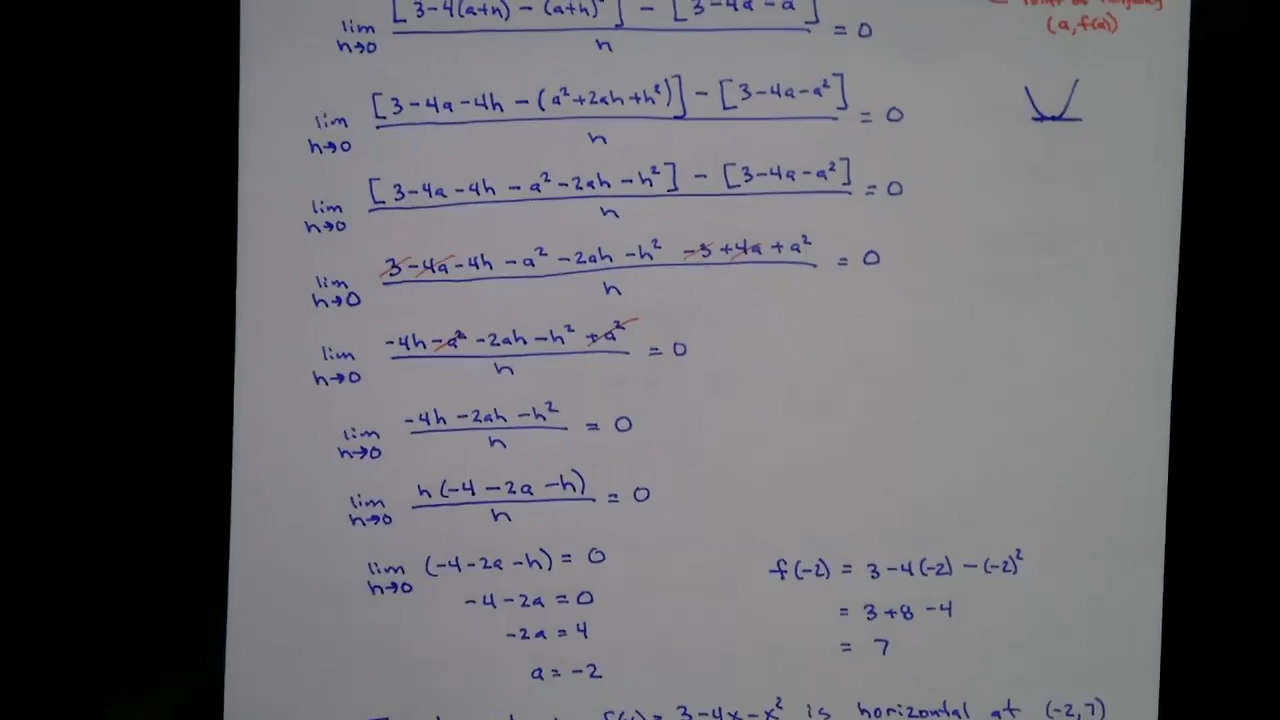 lim h→0 [3-4(a+h) - (a+h)²] - [3-4a-a²] / h = 0
(a, f(a))
lim h→0 [3-4a-4h-(a²+2ah+h²)] - [3-4a-a²] / h = 0
lim h→0 [3-4a-4h-a²-2ah-h²] - [3-4a-a²] / h = 0
lim h→0 3-4a-4h-a²-2ah-h² -3+4a+a² / h = 0
lim h→0 -4h-a²-2ah-h²+a² / h = 0
lim h→0 -4h-2ah-h² / h = 0
lim h→0 h(-4-2a-h) / h = 0
lim h→0 (-4-2a-h) = 0
-4-2a = 0
-2a = 4
a = -2
f(-2) = 3-4(-2)-(-2)²
= 3+8-4
= 7
f(x) = 3-4x-x² is horizontal at (-2,7)